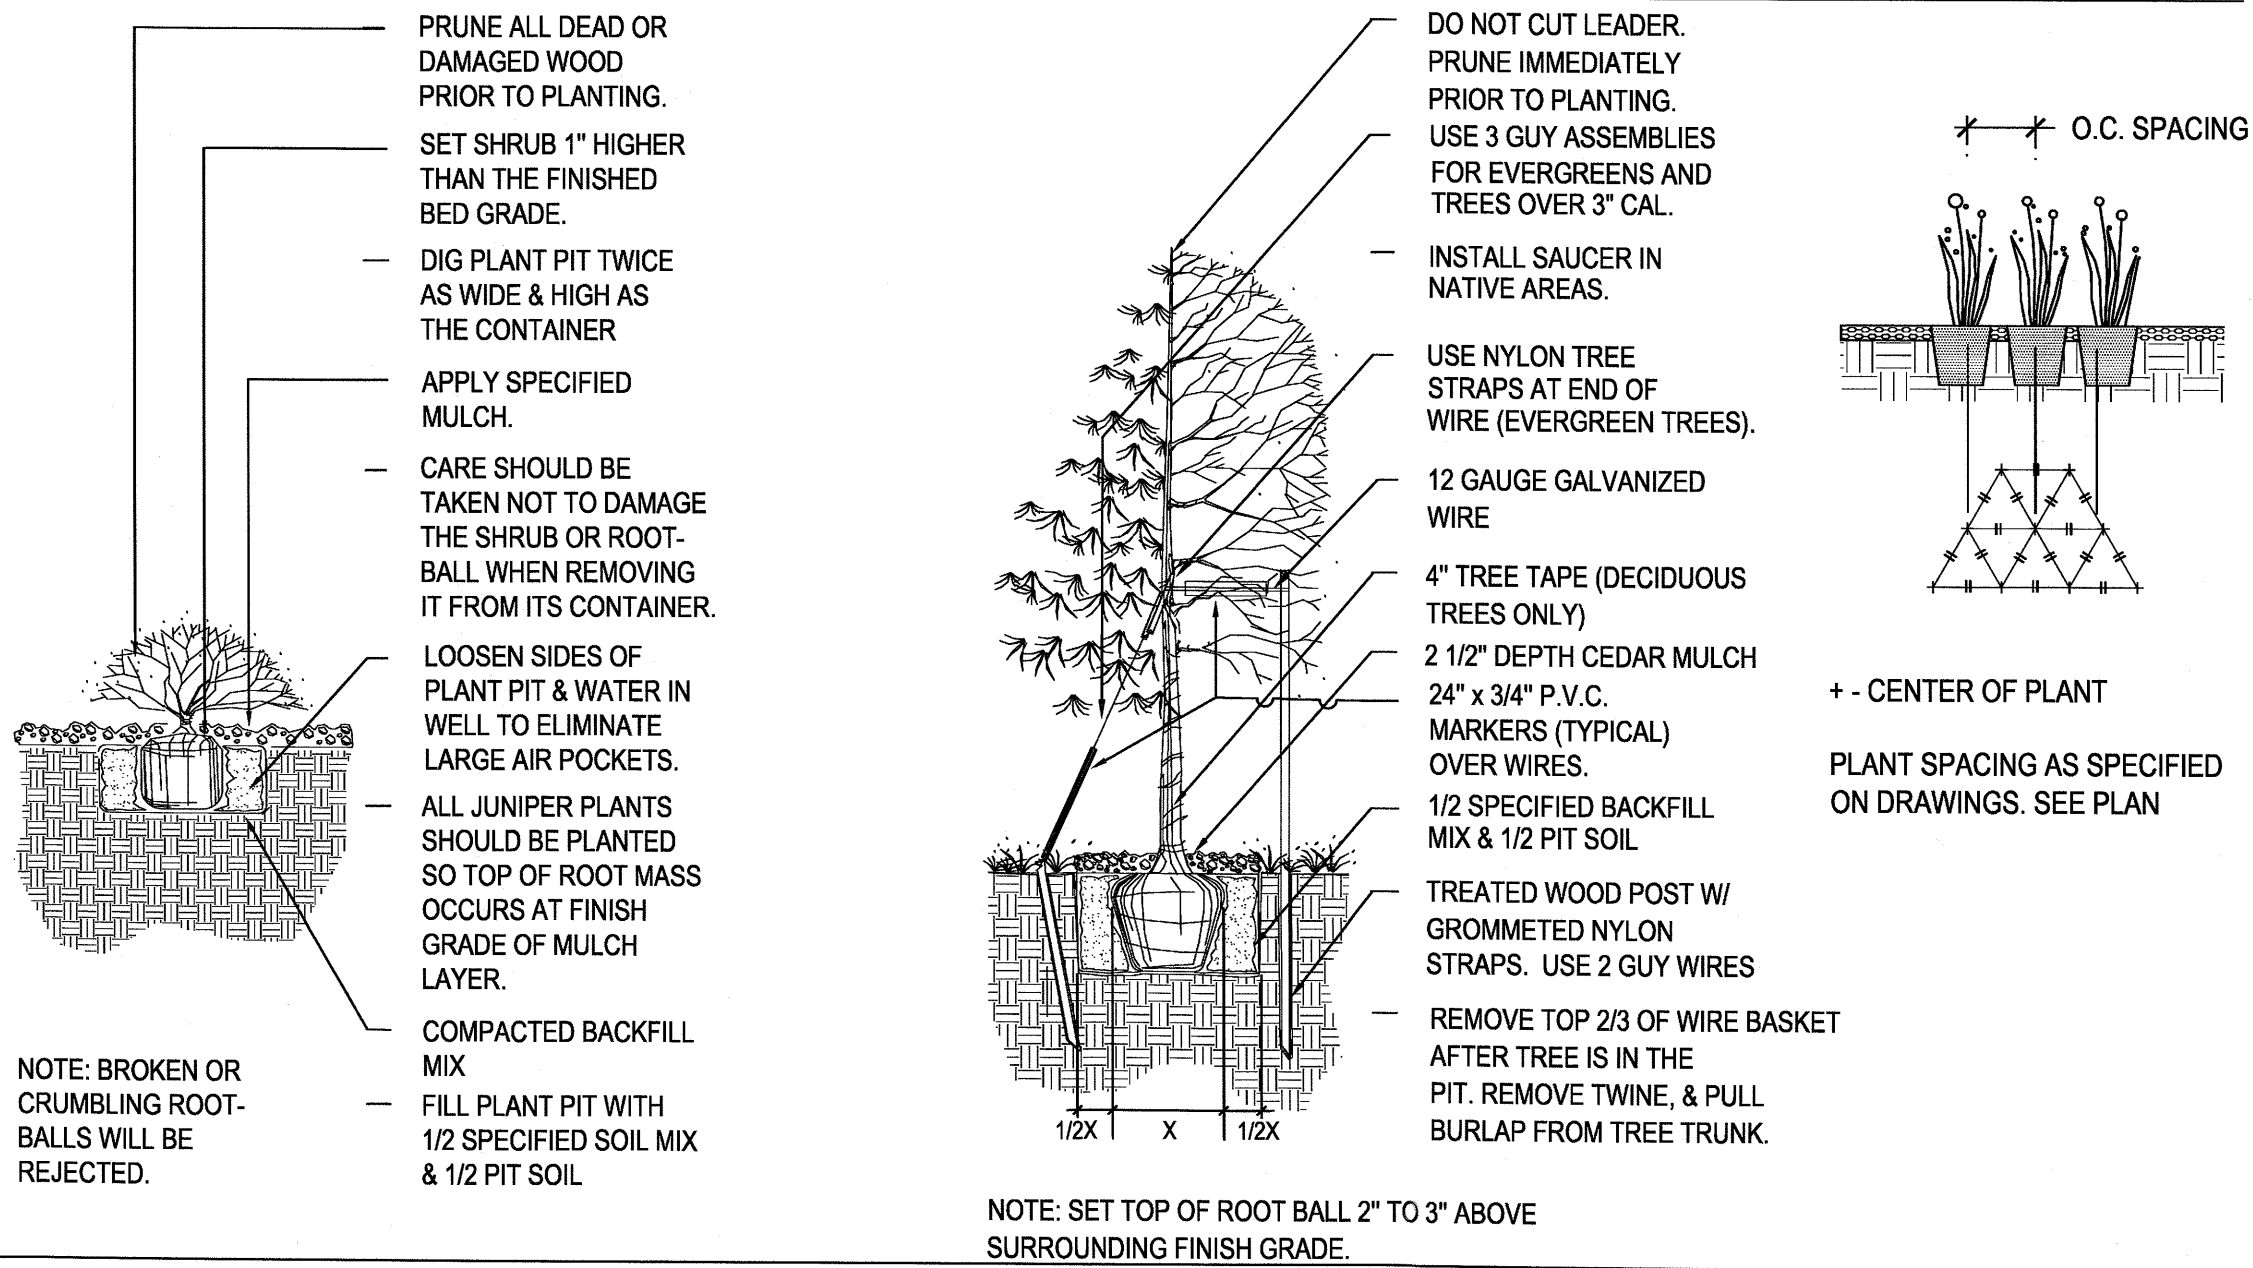 PRUNE ALL DEAD OR
DAMAGED WOOD
PRIOR TO PLANTING.
SET SHRUB 1" HIGHER
THAN THE FINISHED
BED GRADE.
— DIG PLANT PIT TWICE
AS WIDE & HIGH AS
THE CONTAINER
APPLY SPECIFIED
MULCH.
— CARE SHOULD BE
TAKEN NOT TO DAMAGE
THE SHRUB OR ROOT-
BALL WHEN REMOVING
IT FROM ITS CONTAINER.
LOOSEN SIDES OF
PLANT PIT & WATER IN
WELL TO ELIMINATE
LARGE AIR POCKETS.
— ALL JUNIPER PLANTS
SHOULD BE PLANTED
SO TOP OF ROOT MASS
OCCURS AT FINISH
GRADE OF MULCH
LAYER.
COMPACTED BACKFILL
MIX
— FILL PLANT PIT WITH
1/2 SPECIFIED SOIL MIX
& 1/2 PIT SOIL
NOTE: BROKEN OR
CRUMBLING ROOT-
BALLS WILL BE
REJECTED.
DO NOT CUT LEADER.
PRUNE IMMEDIATELY
PRIOR TO PLANTING.
USE 3 GUY ASSEMBLIES
FOR EVERGREENS AND
TREES OVER 3" CAL.
— INSTALL SAUCER IN
NATIVE AREAS.
USE NYLON TREE
STRAPS AT END OF
WIRE (EVERGREEN TREES).
12 GAUGE GALVANIZED
WIRE
4" TREE TAPE (DECIDUOUS
TREES ONLY)
2 1/2" DEPTH CEDAR MULCH
24" x 3/4" P.V.C.
MARKERS (TYPICAL)
OVER WIRES.
1/2 SPECIFIED BACKFILL
MIX & 1/2 PIT SOIL
TREATED WOOD POST W/
GROMMETED NYLON
STRAPS. USE 2 GUY WIRES
— REMOVE TOP 2/3 OF WIRE BASKET
AFTER TREE IS IN THE
PIT. REMOVE TWINE, & PULL
BURLAP FROM TREE TRUNK.
1/2X X 1/2X
NOTE: SET TOP OF ROOT BALL 2" TO 3" ABOVE
SURROUNDING FINISH GRADE.
O.C. SPACING
+ - CENTER OF PLANT
PLANT SPACING AS SPECIFIED
ON DRAWINGS. SEE PLAN